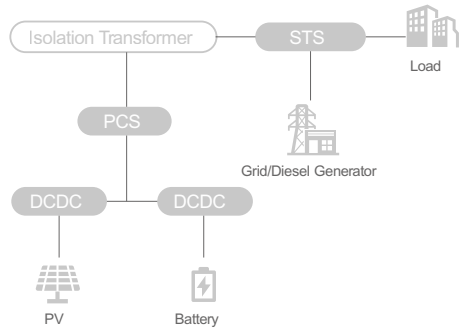 Isolation Transformer
STS
Load
PCS
Grid/Diesel Generator
DCDC
DCDC
PV
Battery